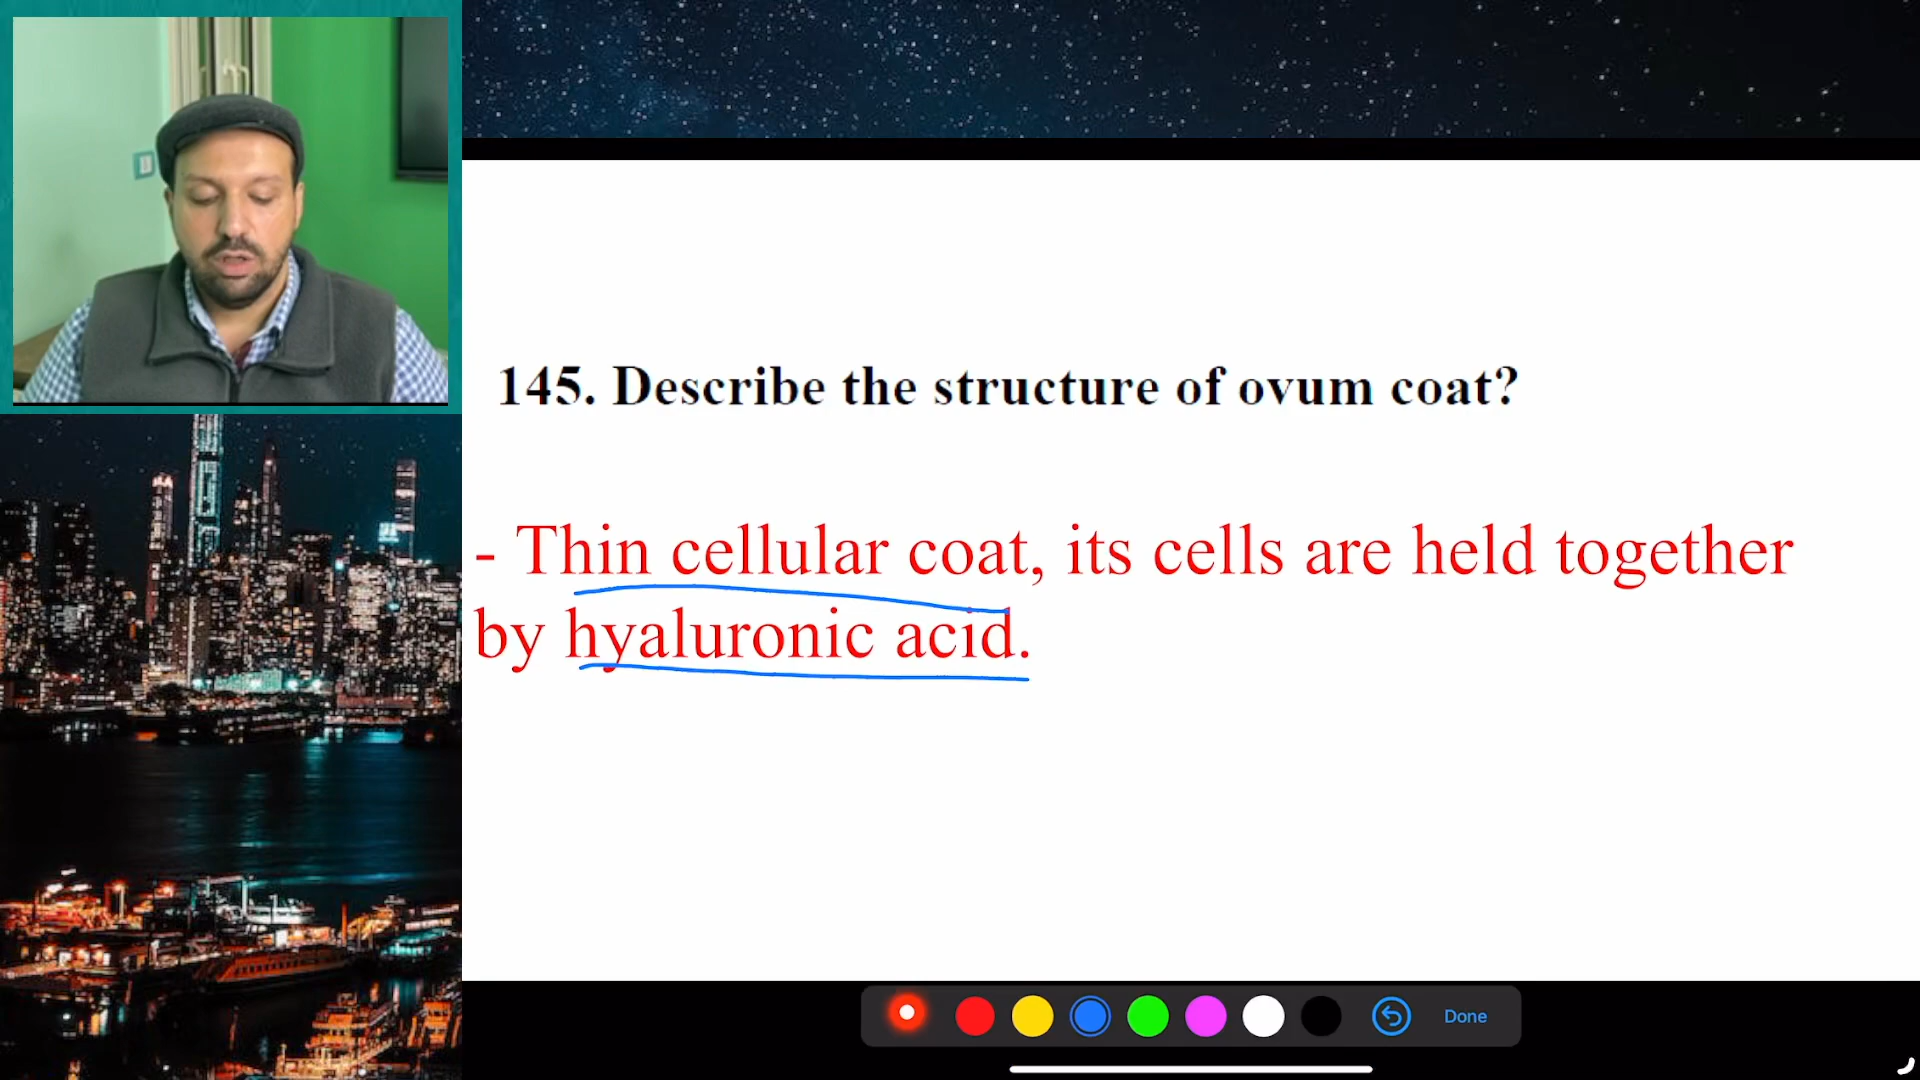 145. Describe the structure of ovum coat?
- Thin cellular coat, its cells are held together
by hyaluronic acid.
Done